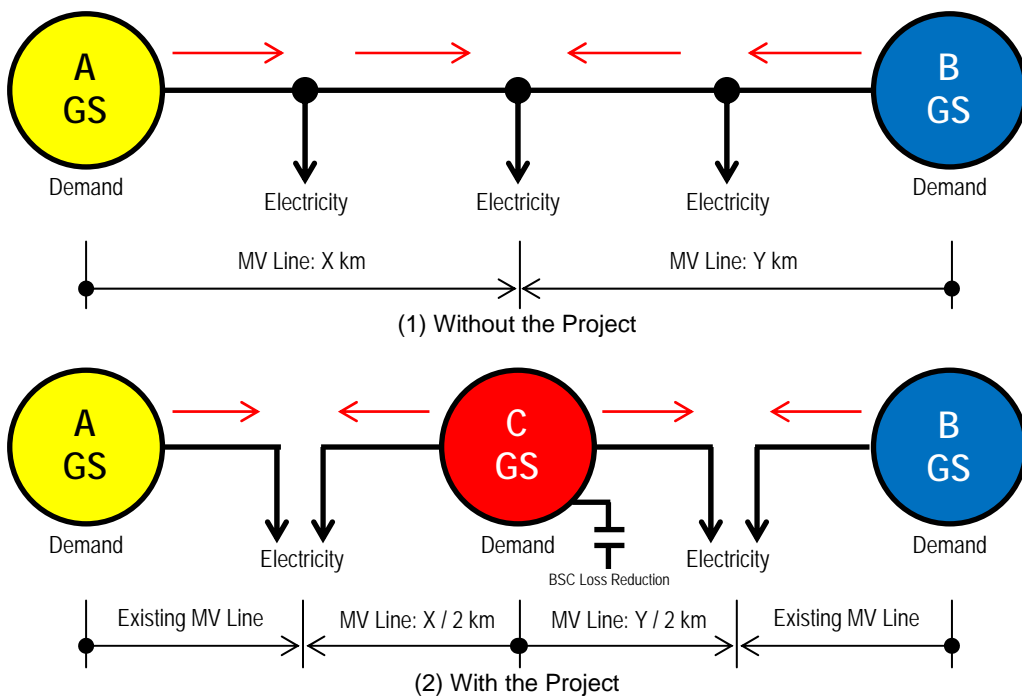 A
GS
B
GS
Demand
Electricity
Electricity
Electricity
Demand
MV Line: X km
MV Line: Y km
(1) Without the Project
A
GS
C
GS
B
GS
Demand
Electricity
Demand
Electricity
Demand
BSC Loss Reduction
Existing MV Line
MV Line: X / 2 km
MV Line: Y / 2 km
Existing MV Line
(2) With the Project